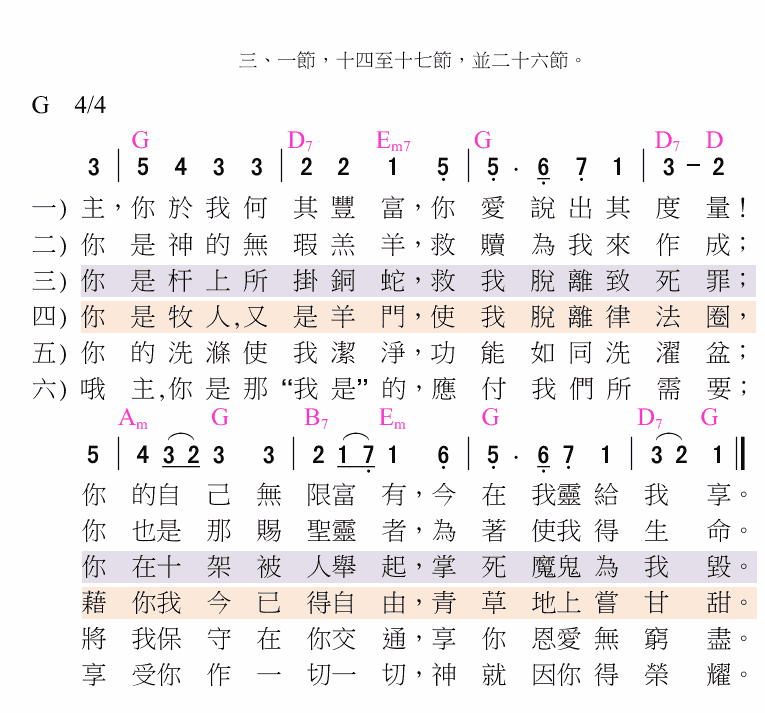 三、一節，十四至十七節，並二十六節。
G 4/4
G D7 Em7 G D7 D
3 | 5 4 3 3 | 2 2 1 5 | 5 . 6 7 1 | 3 – 2
一) 主，你於我何其豐富，你愛說出其度量！
二) 你是神的無瑕羔羊，救贖為我來作成；
三) 你是杆上所掛銅蛇，救我脫離致死罪；
四) 你是牧人,又是羊門，使我脫離律法圈，
五) 你的洗滌使我潔淨，功能如同洗濯盆；
六) 哦主,你是那“我是”的，應付我們所需要；
Am G B7 Em G D7 G
5 | 4 3 2 3 3 | 2 1 7 1 6 | 5 . 6 7 1 | 3 2 1 ‖
你的自己無限富有，今在我靈給我享。
你也是那賜聖靈者，為著使我得生命。
你在十架被人舉起，掌死魔鬼為我毀。
藉你我今已得自由，青草地上嘗甘甜。
將我保守在你交通，享你恩愛無窮盡。
享受你作一切一切，神就因你得榮耀。